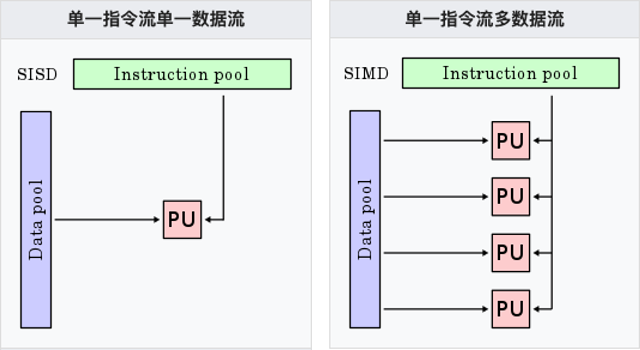 单一指令流单一数据流
SISD
Instruction pool
Data pool
PU
单一指令流多数据流
SIMD
Instruction pool
Data pool
PU
PU
PU
PU